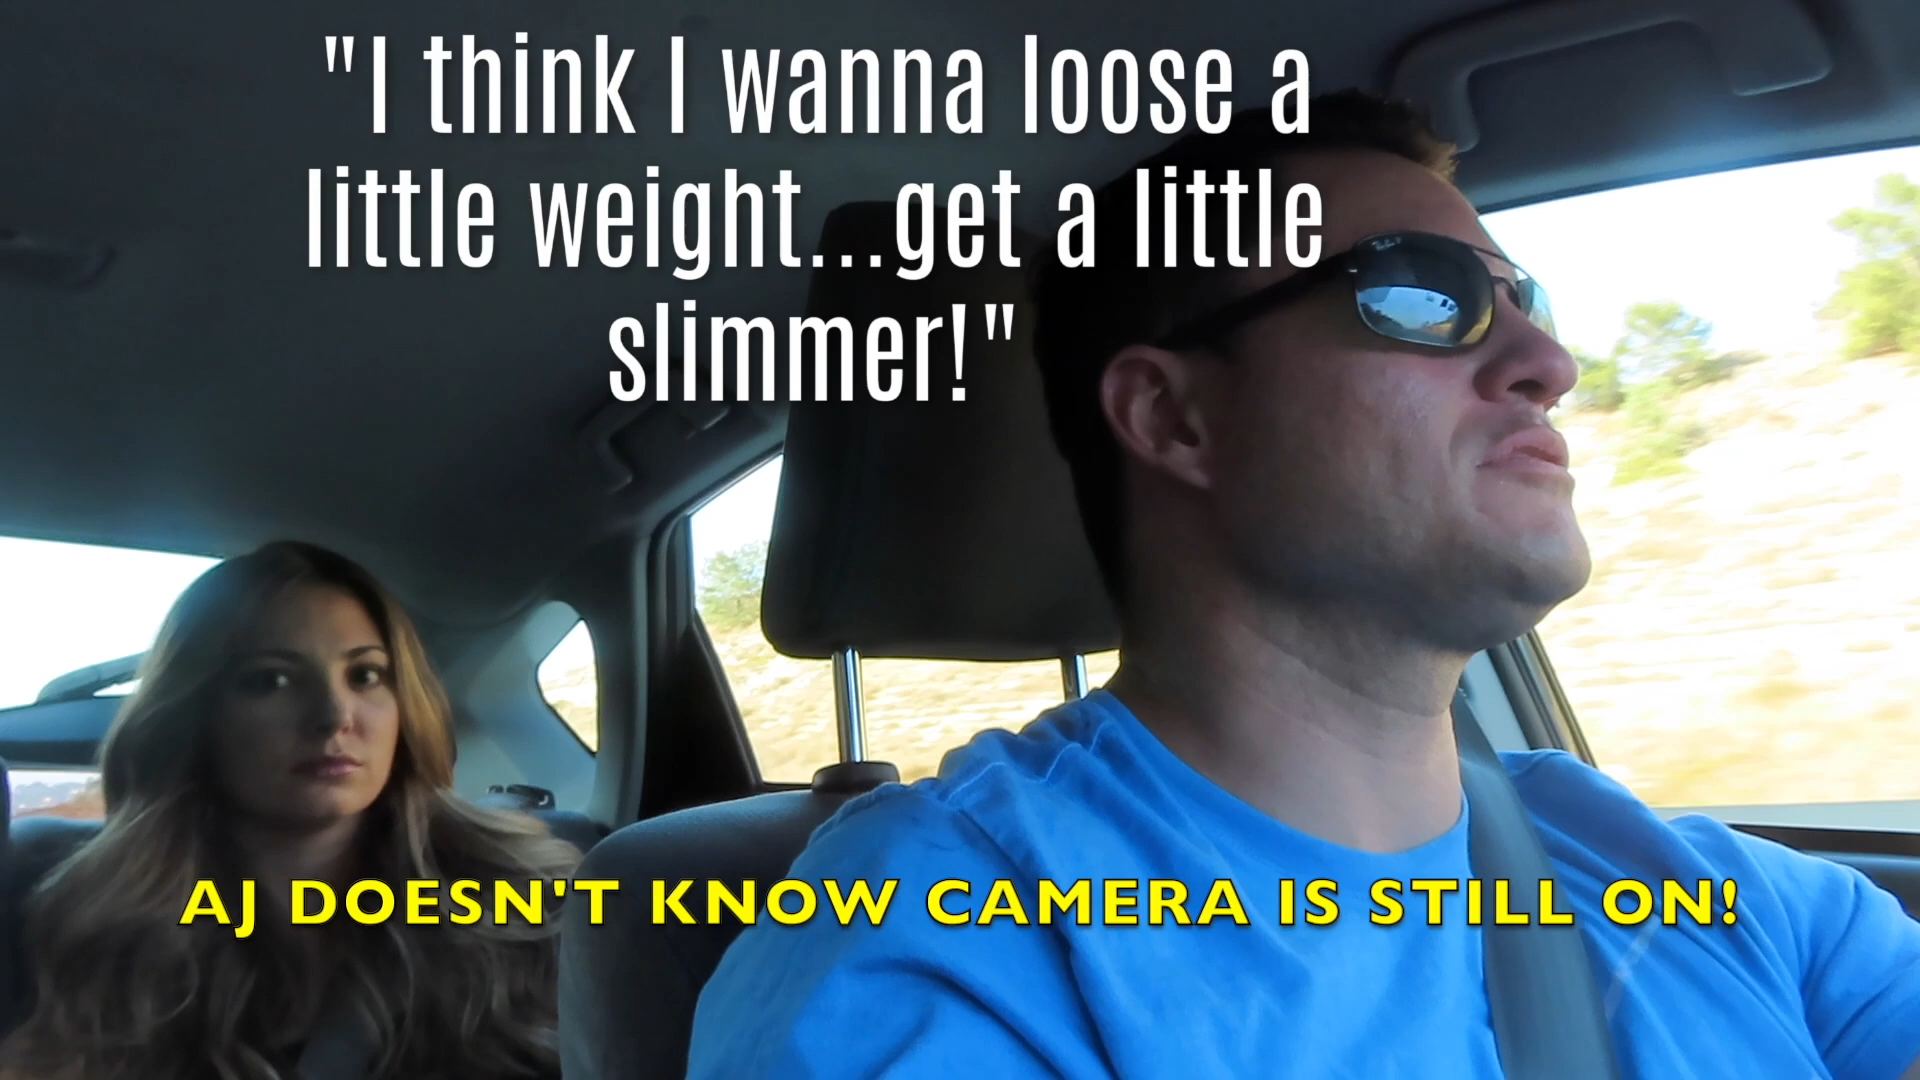 "I think I wanna loose a
little weight...get a little
slimmer!"
AJ DOESN'T KNOW CAMERA IS STILL ON!